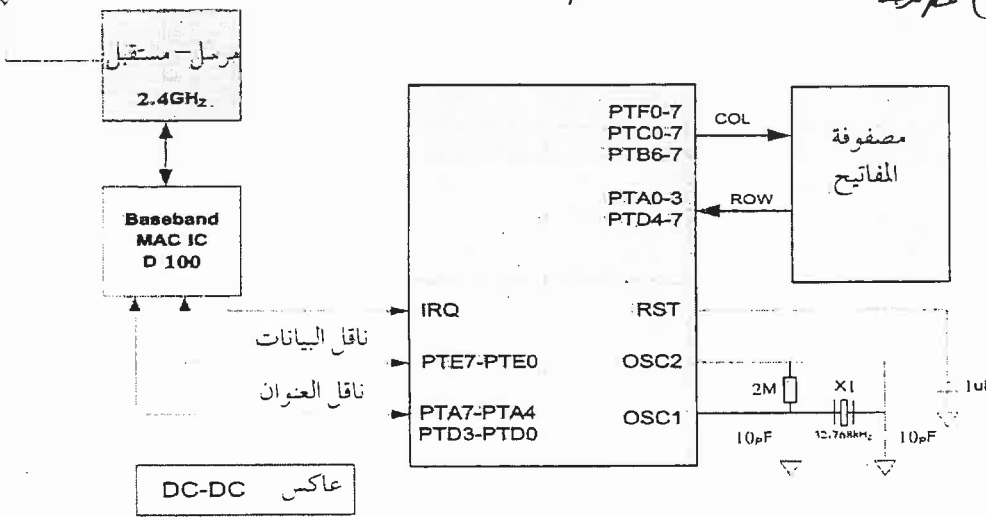 مرسل - مستقبل
2.4GHz
Baseband
MAC IC
D 100
PTF0-7
PTC0-7
PTB6-7
COL
مصفوفة
المفاتيح
PTA0-3
PTD4-7
ROW
IRQ
RST
ناقل البيانات
PTE7-PTE0
OSC2
ناقل العنوان
PTA7-PTA4
PTD3-PTD0
OSC1
2M
X1
32.768kHz
10pF
10pF
عاكس DC-DC